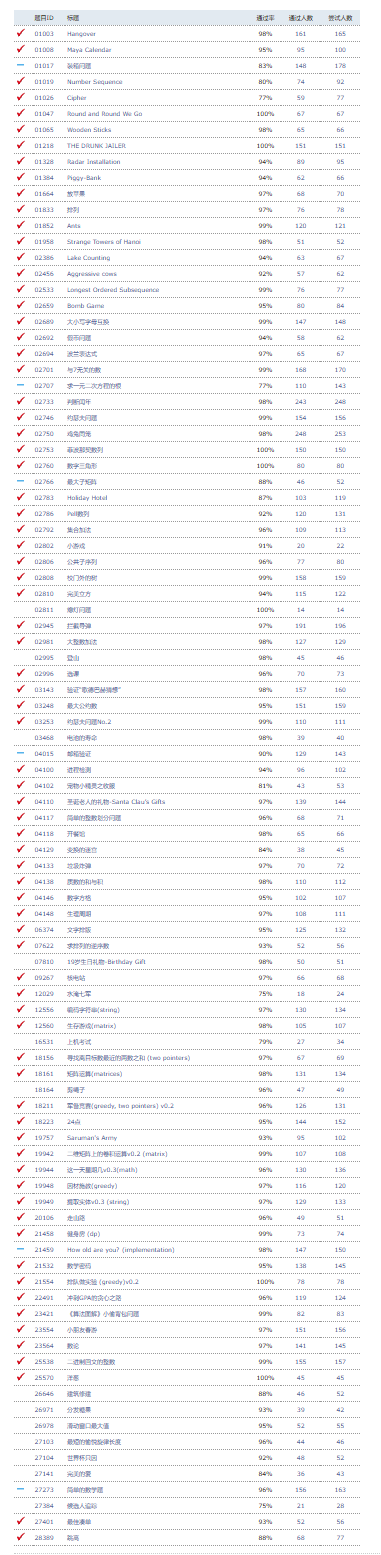 题目ID 标题 通过率 通过人数 尝试人数
01003 Hangover 98% 161 165
01008 Maya Calendar 95% 95 100
01017 装箱问题 83% 148 178
01019 Number Sequence 80% 74 92
01026 Cipher 77% 59 77
01047 Round and Round We Go 100% 67 67
01065 Wooden Sticks 98% 65 66
01218 THE DRUNK JAILER 100% 151 151
01328 Radar Installation 94% 89 95
01384 Piggy-Bank 94% 62 66
01664 放苹果 97% 68 70
01833 排列 97% 76 78
01852 Ants 99% 120 121
01958 Strange Towers of Hanoi 98% 51 52
02386 Lake Counting 94% 63 67
02456 Aggressive cows 92% 57 62
02533 Longest Ordered Subsequence 99% 76 77
02659 Bomb Game 95% 80 84
02689 大小写字母互换 99% 147 148
02692 假币问题 94% 58 62
02694 波兰表达式 97% 65 67
02701 与7无关的数 99% 168 170
02707 求一元二次方程的根 77% 110 143
02733 判断闰年 98% 243 248
02746 约瑟夫问题 99% 154 156
02750 鸡兔同笼 98% 248 253
02753 菲波那契数列 100% 150 150
02760 数字三角形 100% 80 80
02766 最大子矩阵 88% 46 52
02783 Holiday Hotel 87% 103 119
02786 Pell数列 92% 120 131
02792 集合加法 96% 109 113
02802 小游戏 91% 20 22
02806 公共子序列 96% 77 80
02808 校门外的树 99% 158 159
02810 完美立方 94% 115 122
02811 熄灯问题 100% 14 14
02945 拦截导弹 97% 191 196
02981 大整数加法 98% 127 129
02995 登山 98% 45 46
02996 选课 96% 70 73
03143 验证“歌德巴赫猜想” 98% 157 160
03248 最大公约数 95% 151 159
03253 约瑟夫问题No.2 99% 110 111
03468 电池的寿命 98% 39 40
04015 邮箱验证 90% 129 143
04100 进程检测 94% 96 102
04102 宠物小精灵之收服 81% 43 53
04110 圣诞老人的礼物-Santa Clau’s Gifts 97% 139 144
04117 简单的整数划分问题 96% 68 71
04118 开餐馆 98% 65 66
04129 变换的迷宫 84% 38 45
04133 垃圾炸弹 97% 70 72
04138 质数的和与积 98% 110 112
04146 数字方格 95% 102 107
04148 生理周期 97% 108 111
06374 文字排版 95% 125 132
07622 求排列的逆序数 93% 52 56
07810 19岁生日礼物-Birthday Gift 98% 50 51
09267 核电站 97% 66 68
12029 水淹七军 75% 18 24
12556 编码字符串(string) 97% 130 134
12560 生存游戏(matrix) 98% 105 107
16531 上机考试 79% 27 34
18156 寻找离目标数最近的两数之和 (two pointers) 97% 67 69
18161 矩阵运算(matrices) 98% 131 134
18164 剪绳子 96% 47 49
18211 军备竞赛(greedy, two pointers) v0.2 96% 126 131
18223 24点 95% 144 152
19757 Saruman's Army 93% 95 102
19942 二维矩阵上的卷积运算v0.2 (matrix) 99% 107 108
19944 这一天星期几v0.3(math) 96% 130 136
19948 因材施教(greedy) 97% 116 120
19949 提取实体v0.3 (string) 97% 129 133
20106 走山路 96% 49 51
21458 健身房 (dp) 99% 73 74
21459 How old are you? (implementation) 98% 147 150
21532 数学密码 95% 138 145
21554 排队做实验 (greedy)v0.2 100% 78 78
22491 冲刺GPA的贪心之路 96% 119 124
23421 《算法图解》小偷背包问题 99% 82 83
23554 小朋友春游 97% 151 156
23564 数论 97% 141 145
25538 二进制回文的整数 99% 155 157
25570 洋葱 100% 45 45
26646 建筑修建 88% 46 52
26971 分发糖果 93% 39 42
26978 滑动窗口最大值 95% 52 55
27103 最短的愉悦旋律长度 96% 44 46
27104 世界杯只因 92% 48 52
27141 完美的爱 84% 36 43
27273 简单的数学题 96% 156 163
27384 候选人追踪 75% 21 28
27401 最佳凑单 93% 52 56
28389 跳高 88% 68 77